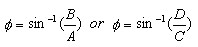 ϕ = sin⁻¹(B/A) or ϕ = sin⁻¹(D/C)